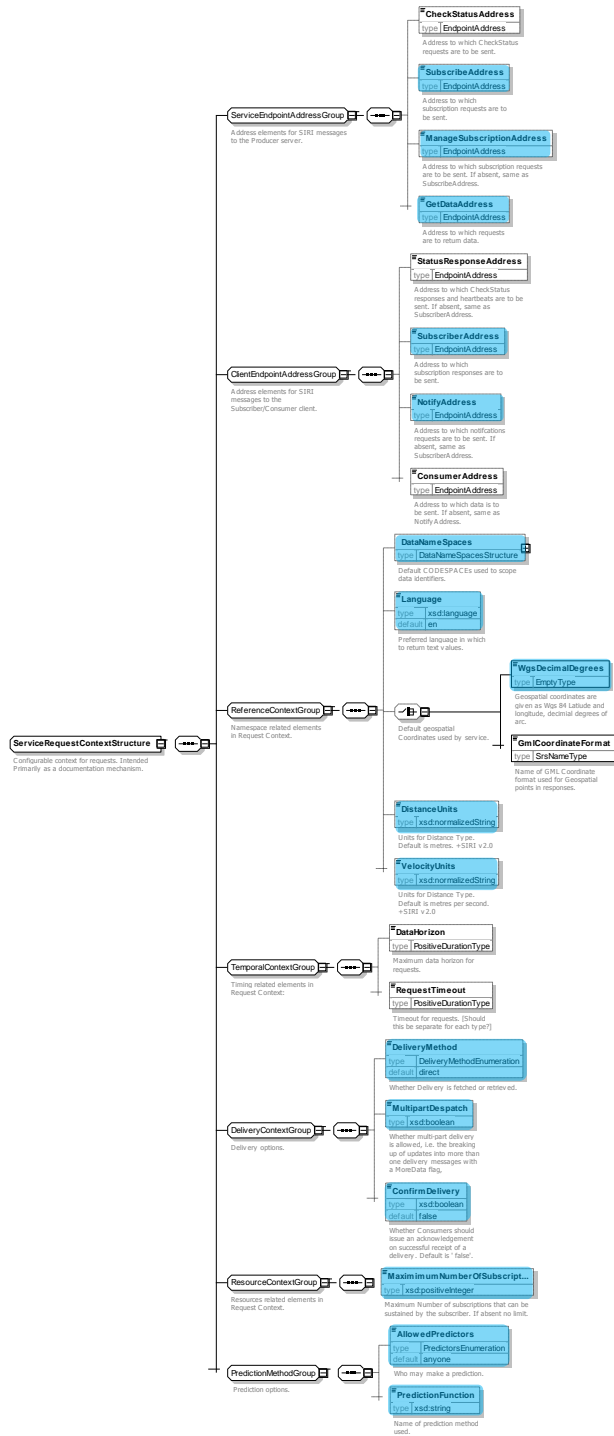 CheckStatusAddress
type EndpointAddress
Address to which CheckStatus
requests are to be sent.
SubscribeAddress
type EndpointAddress
Address to which
subscription requests are to
be sent.
ServiceEndpointAddressGroup
Address elements for SIRI messages
to the Producer server.
ManageSubscriptionAddress
type EndpointAddress
Address to which subscription requests
are to be sent. If absent, same as
SubscribeAddress.
GetDataAddress
type EndpointAddress
Address to which requests
are to return data.
StatusResponseAddress
type EndpointAddress
Address to which CheckStatus
responses and heartbeats are to be
sent. If absent, same as
SubscriberAddress.
SubscriberAddress
type EndpointAddress
Address to which
subscription responses are to
be sent.
ClientEndpointAddressGroup
Address elements for SIRI
messages to the
Subscriber/Consumer client.
NotifyAddress
type EndpointAddress
Address to which notifcations
requests are to be sent. If
absent, same as
SubscriberAddress.
ConsumerAddress
type EndpointAddress
Address to which data is to
be sent. If absent, same as
NotifyAddress.
DataNameSpaces
type DataNameSpacesStructure
Default CODESPACEs used to scope
data identifiers.
Language
type xsd:language
default en
Preferred language in which
to return text values.
WgsDecimalDegrees
type EmptyType
Geospatial coordinates are
given as Wgs 84 Latiude and
longitude, decimial degrees of
arc.
ReferenceContextGroup
Namespace related elements
in Request Context.
Default geospatial
Coordinates used by service.
GmlCoordinateFormat
type SrsNameType
Name of GML Coordinate
format used for Geospatial
points in responses.
ServiceRequestContextStructure
Configurable context for requests. Intended
Primarily as a documentation mechanism.
DistanceUnits
type xsd:normalizedString
Units for Distance Type.
Default is metres. +SIRI v2.0
VelocityUnits
type xsd:normalizedString
Units for Distance Type.
Default is metres per second.
+SIRI v2.0
DataHorizon
type PositiveDurationType
Maximum data horizon for
requests.
TemporalContextGroup
Timing related elements in
Request Context:
RequestTimeout
type PositiveDurationType
Timeout for requests. [Should
this be separate for each type?]
DeliveryMethod
type DeliveryMethodEnumeration
default direct
Whether Delivery is fetched or retrieved.
DeliveryContextGroup
Delivery options.
MultipartDespatch
type xsd:boolean
Whether multi-part delivery
is allowed, i.e. the breaking
up of updates into more than
one delivery messages with
a MoreData flag,
ConfirmDelivery
type xsd:boolean
default false
Whether Consumers should
issue an acknowledgement
on successful receipt of a
delivery. Default is ' false'.
ResourceContextGroup
Resources related elements in
Request Context.
MaximimumNumberOfSubscript...
type xsd:positiveInteger
Maximum Number of subscriptions that can be
sustained by the subscriber. If absent no limit.
AllowedPredictors
type PredictorsEnumeration
default anyone
Who may make a prediction.
PredictionMethodGroup
Prediction options.
PredictionFunction
type xsd:string
Name of prediction method
used.